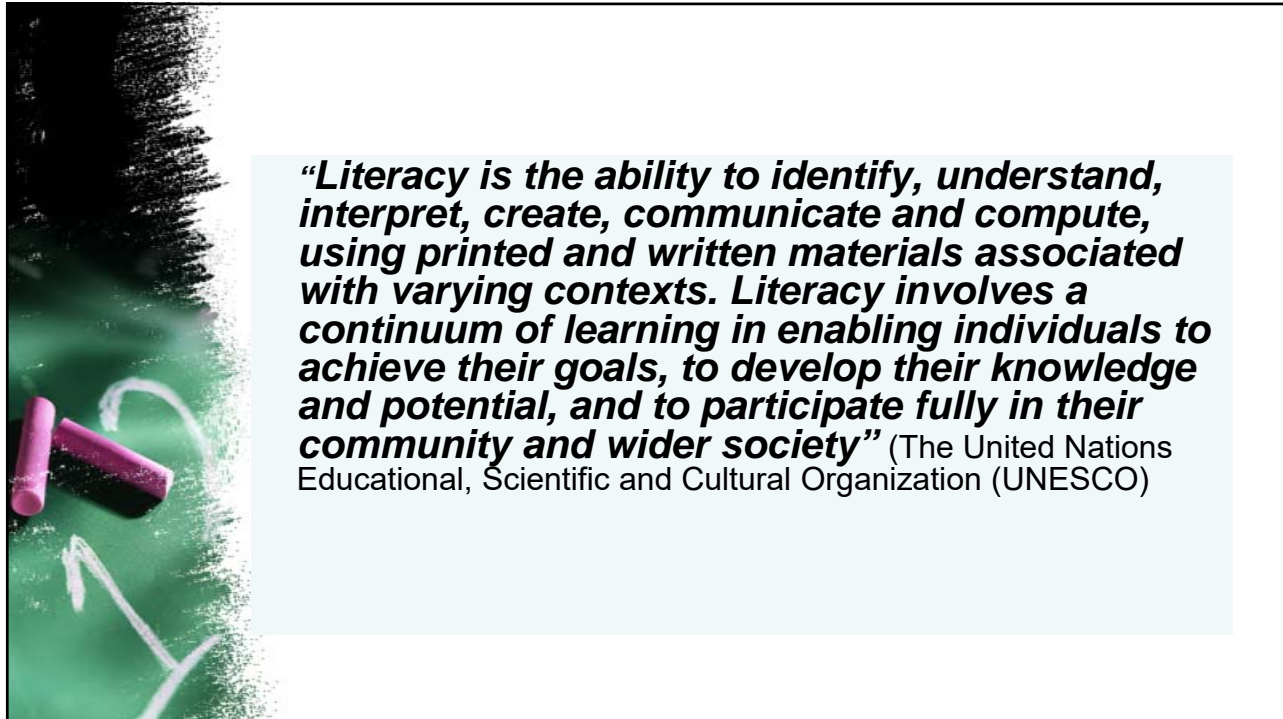 “Literacy is the ability to identify, understand,
interpret, create, communicate and compute,
using printed and written materials associated
with varying contexts. Literacy involves a
continuum of learning in enabling individuals to
achieve their goals, to develop their knowledge
and potential, and to participate fully in their
community and wider society” (The United Nations
Educational, Scientific and Cultural Organization (UNESCO)